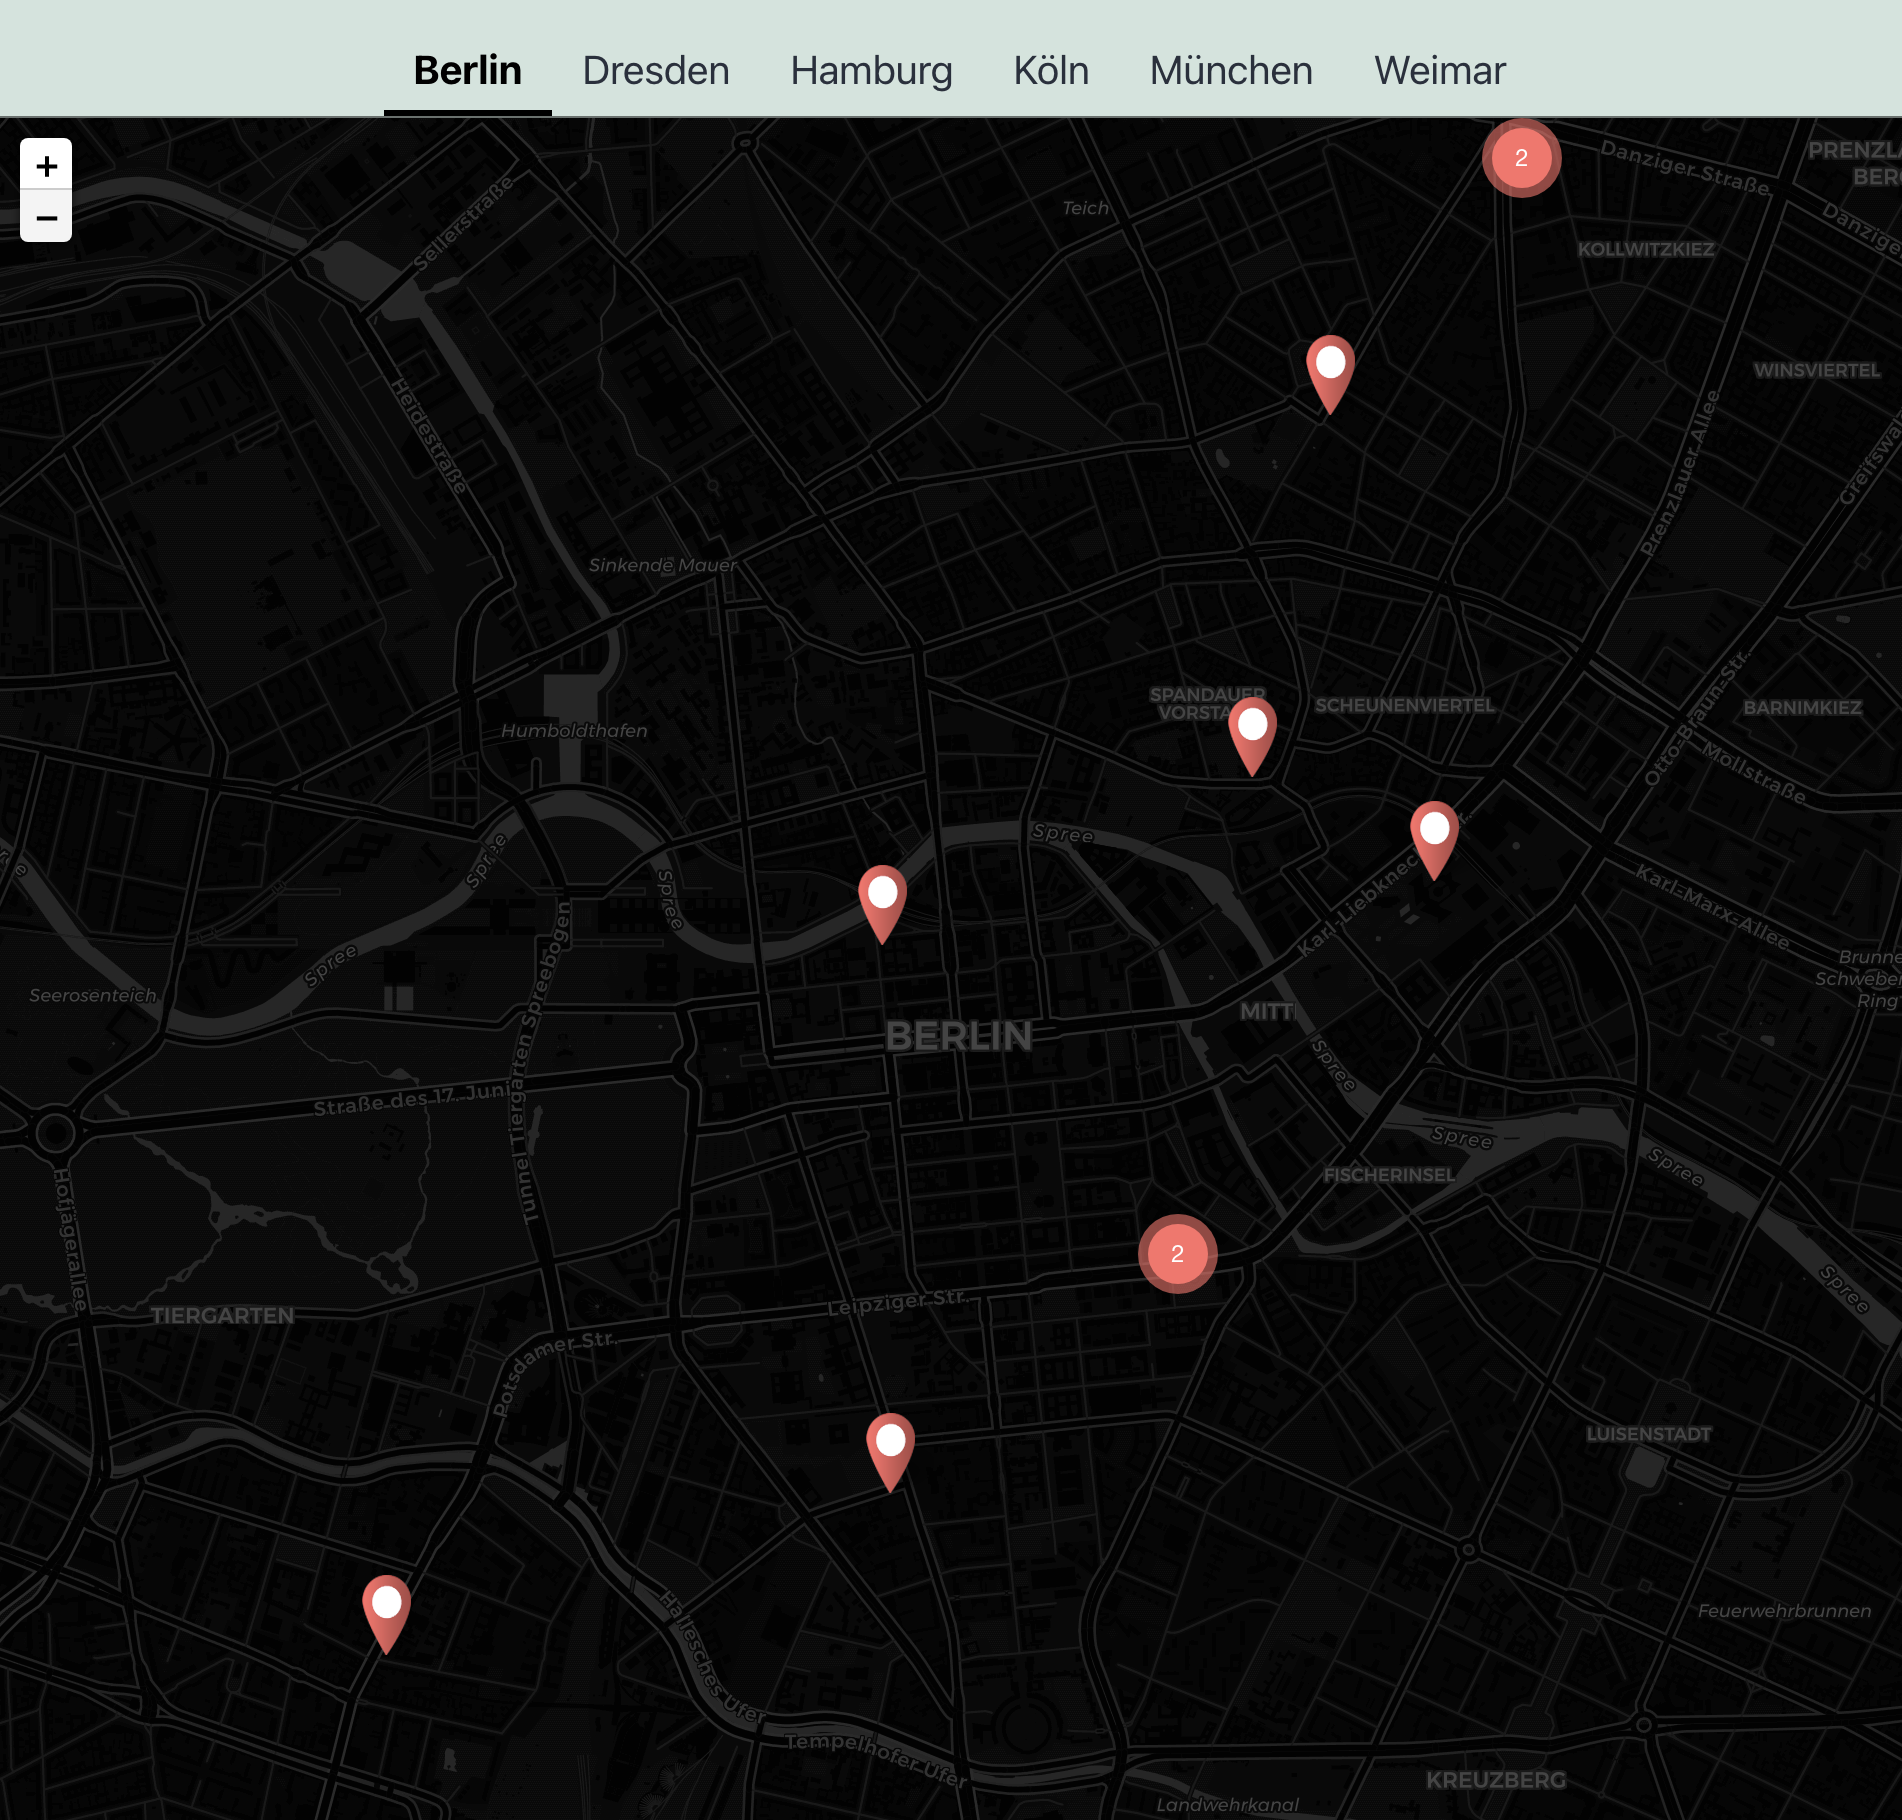 Berlin
Dresden
Hamburg
Köln
München
Weimar
+
−
2
Danziger Straße
PRENZLA
BERG
Sellerstraße
Teich
Danzige
KOLLWITZKIEZ
WINSVIERTEL
Heidestraße
Prenzlauer Allee
Greifswal
Sinkende Mauer
SPANDAUER
VORSTA
SCHEUNENVIERTEL
BARNIMKIEZ
Otto-Braun-Str.
Mollstraße
Humboldthafen
Spree
Spree
Spree
Karl-Liebknec
r.
Karl-Marx-Allee
Spree
Brunne
Schwebe
Ring
Seerosenteich
MITT
BERLIN
Spree
Straße des 17. Juni
Tunnel Tiergarten Spreebogen
Spree
Spree
FISCHERINSEL
Hofjägerallee
2
Spree
TIERGARTEN
Leipziger Str.
Potsdamer Str.
LUISENSTADT
Feuerwehrbrunnen
Hallesches Ufer
Tempelhofer Ufer
KREUZBERG
Landwehrkanal